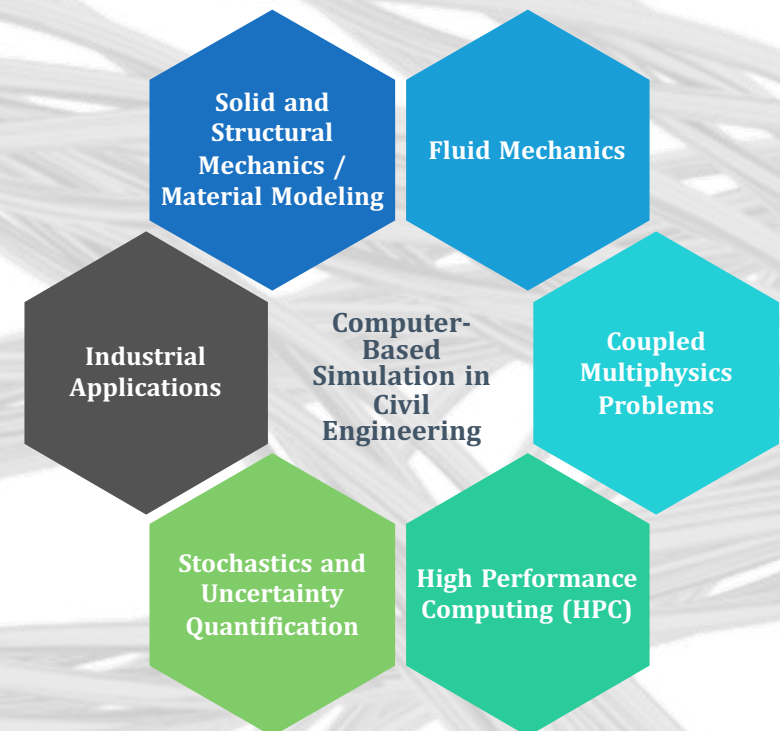 Solid and
Structural
Mechanics /
Material Modeling
Fluid Mechanics
Industrial
Applications
Computer-
Based
Simulation in
Civil
Engineering
Coupled
Multiphysics
Problems
Stochastics and
Uncertainty
Quantification
High Performance
Computing (HPC)